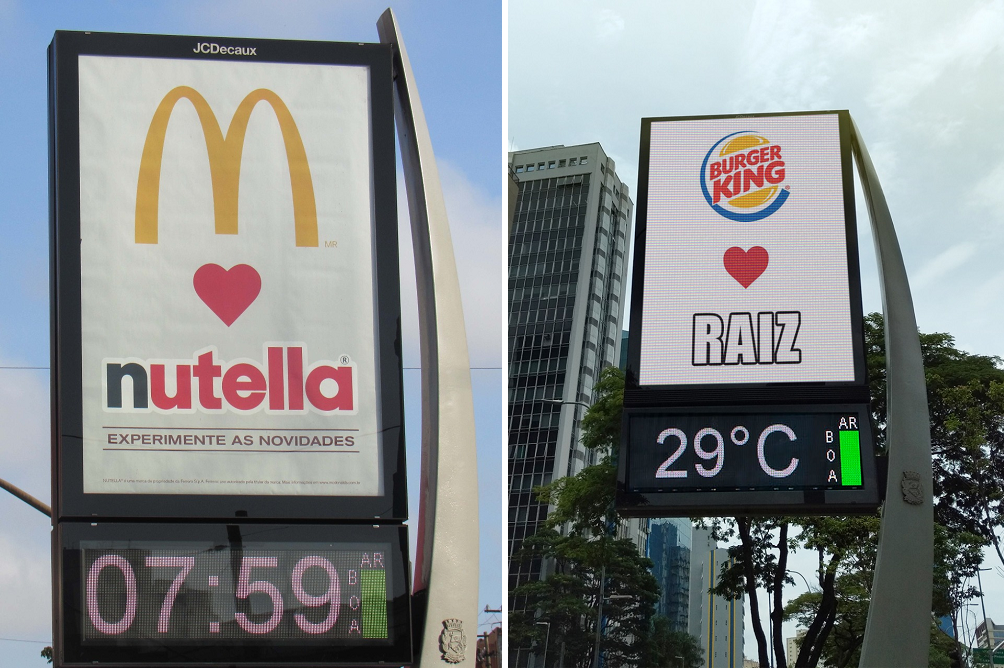 JCDecaux
M
MR
nutella®
EXPERIMENTE AS NOVIDADES
07:59
AR
BOA
BURGER
KING®
RAIZ
29°C
AR
BOA